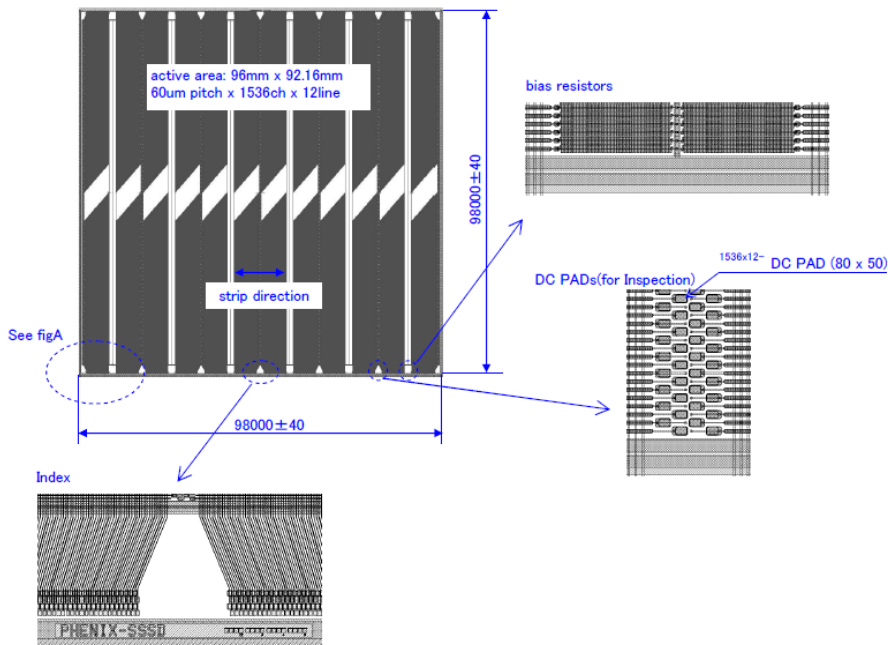 active area: 96mm x 92.16mm
60um pitch x 1536ch x 12line
bias resistors
98000±40
1536x12- DC PAD (80 x 50)
DC PADs(for Inspection)
strip direction
See figA
98000±40
Index
PHENIX-SSSD